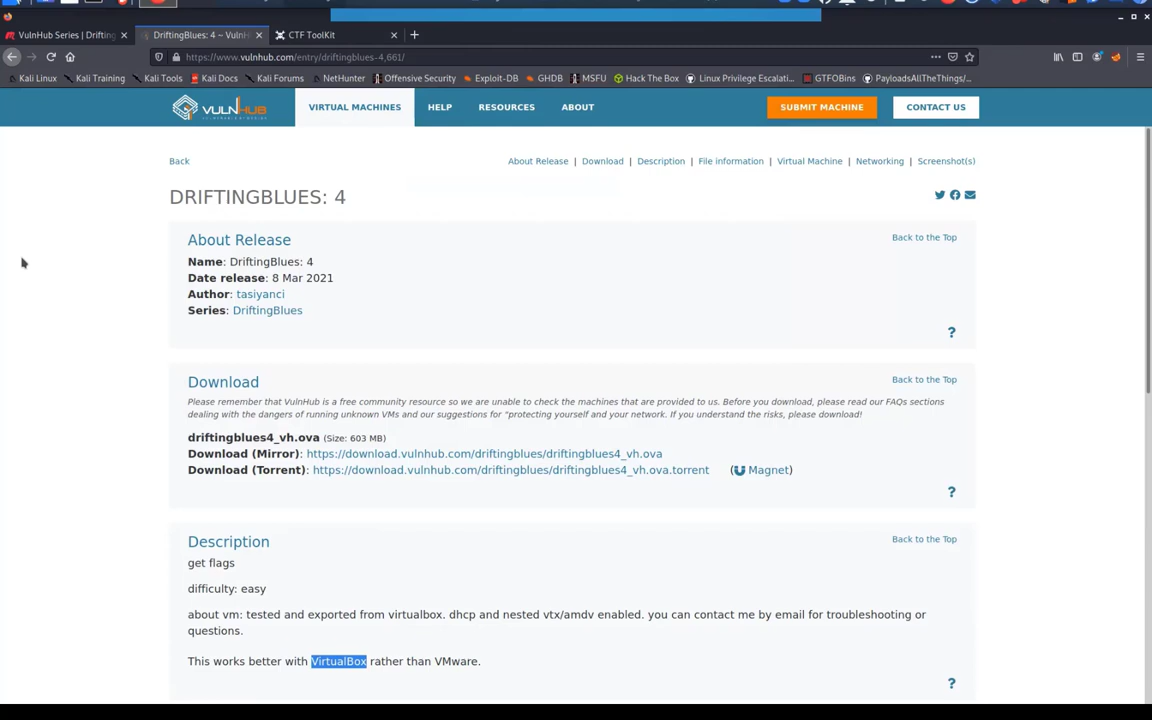 VulnHub Series | Drifting
DriftingBlues: 4 ~ VulnH
CTF ToolKit
https://www.vulnhub.com/entry/driftingblues-4,661/
Kali Linux
Kali Training
Kali Tools
Kali Docs
Kali Forums
NetHunter
Offensive Security
Exploit-DB
GHDB
MSFU
Hack The Box
Linux Privilege Escalati...
GTFOBins
PayloadsAllTheThings/...
VULNHUB
VIRTUAL MACHINES
HELP
RESOURCES
ABOUT
SUBMIT MACHINE
CONTACT US
Back
About Release | Download | Description | File information | Virtual Machine | Networking | Screenshot(s)
DRIFTINGBLUES: 4
About Release
Back to the Top
Name: DriftingBlues: 4
Date release: 8 Mar 2021
Author: tasiyanci
Series: DriftingBlues
?
Download
Back to the Top
Please remember that VulnHub is a free community resource so we are unable to check the machines that are provided to us. Before you download, please read our FAQs sections
dealing with the dangers of running unknown VMs and our suggestions for "protecting yourself and your network. If you understand the risks, please download!
driftingblues4_vh.ova (Size: 603 MB)
Download (Mirror): https://download.vulnhub.com/driftingblues/driftingblues4_vh.ova
Download (Torrent): https://download.vulnhub.com/driftingblues/driftingblues4_vh.ova.torrent (Magnet)
?
Description
Back to the Top
get flags
difficulty: easy
about vm: tested and exported from virtualbox. dhcp and nested vtx/amdv enabled. you can contact me by email for troubleshooting or
questions.
This works better with VirtualBox rather than VMware.
?